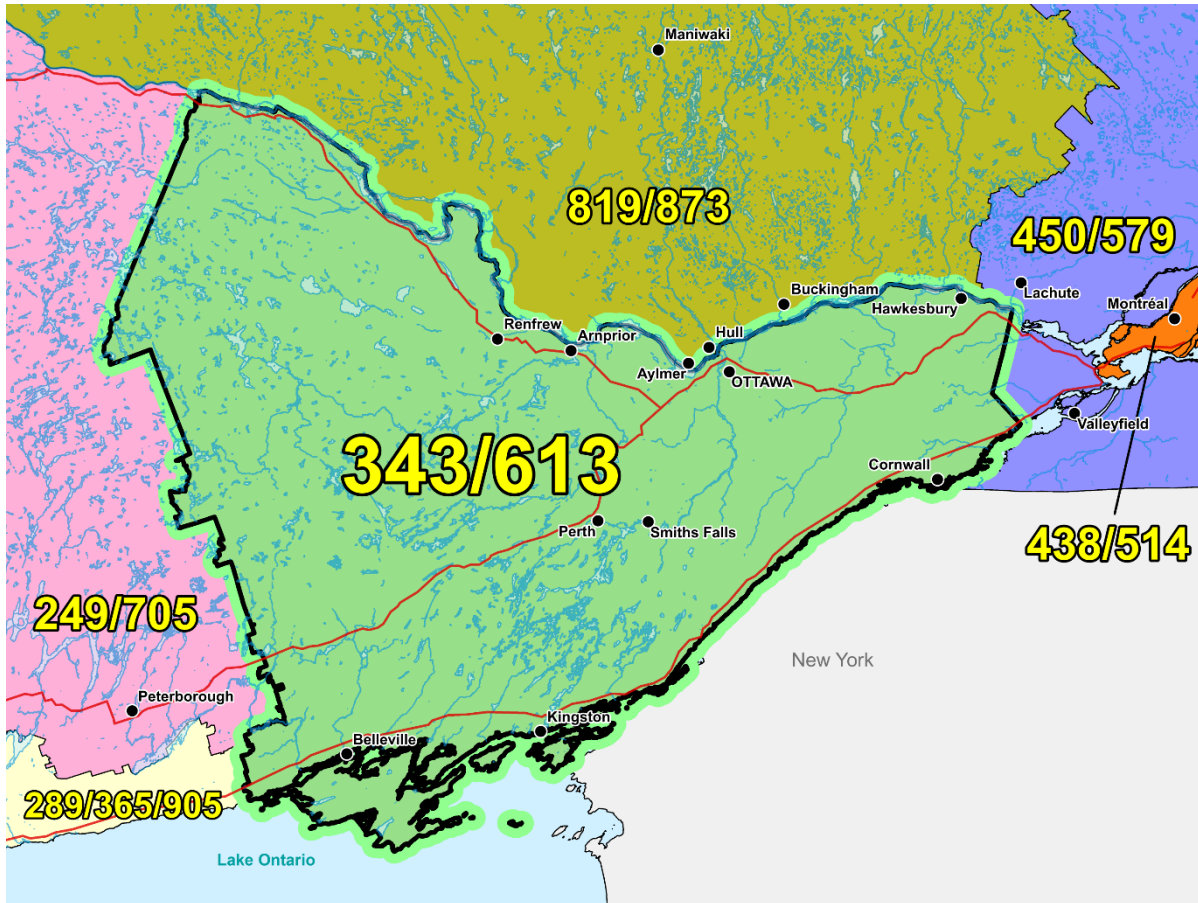 Maniwaki
819/873
450/579
Lachute
Buckingham
Hawkesbury
Montréal
Renfrew
Arnprior
Hull
Aylmer
OTTAWA
Valleyfield
343/613
Cornwall
Perth
Smiths Falls
438/514
249/705
New York
Peterborough
Kingston
Belleville
289/365/905
Lake Ontario